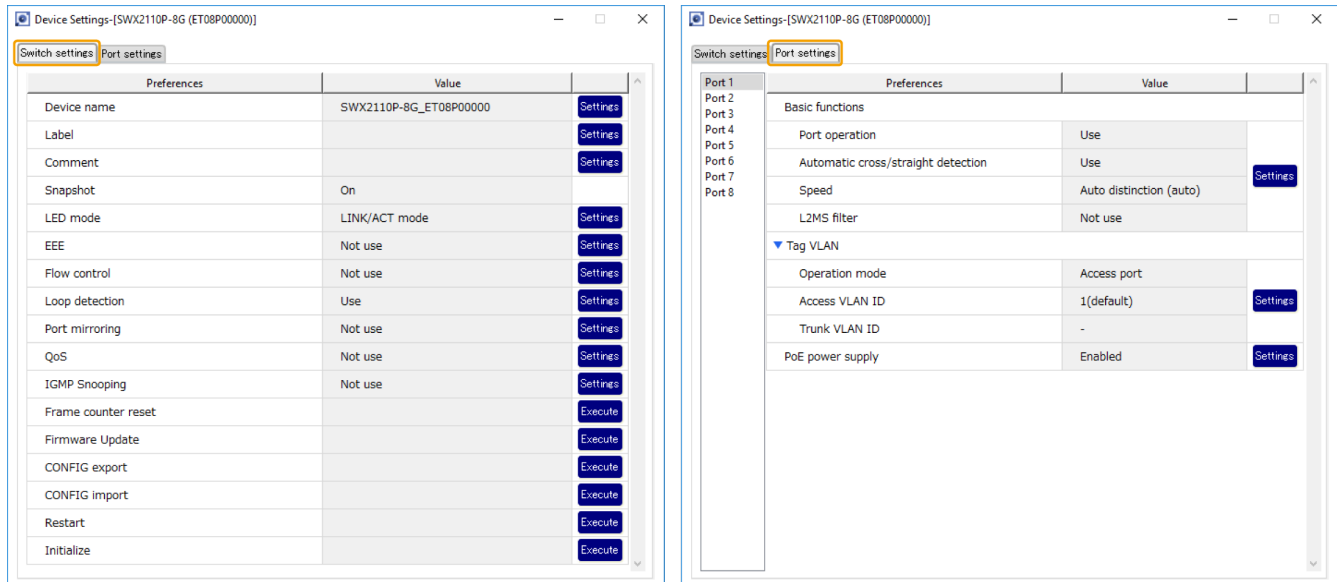 Device Settings-[SWX2110P-8G (ET08P00000)]
Switch settings Port settings
Preferences Value
Device name SWX2110P-8G_ET08P00000 Settings
Label Settings
Comment Settings
Snapshot On
LED mode LINK/ACT mode Settings
EEE Not use Settings
Flow control Not use Settings
Loop detection Use Settings
Port mirroring Not use Settings
QoS Not use Settings
IGMP Snooping Not use Settings
Frame counter reset Execute
Firmware Update Execute
CONFIG export Execute
CONFIG import Execute
Restart Execute
Initialize Execute
Device Settings-[SWX2110P-8G (ET08P00000)]
Switch settings Port settings
Port 1
Port 2
Port 3
Port 4
Port 5
Port 6
Port 7
Port 8
Preferences Value
Basic functions
Port operation Use
Automatic cross/straight detection Use
Settings
Speed Auto distinction (auto)
L2MS filter Not use
Tag VLAN
Operation mode Access port
Access VLAN ID 1(default) Settings
Trunk VLAN ID -
PoE power supply Enabled Settings